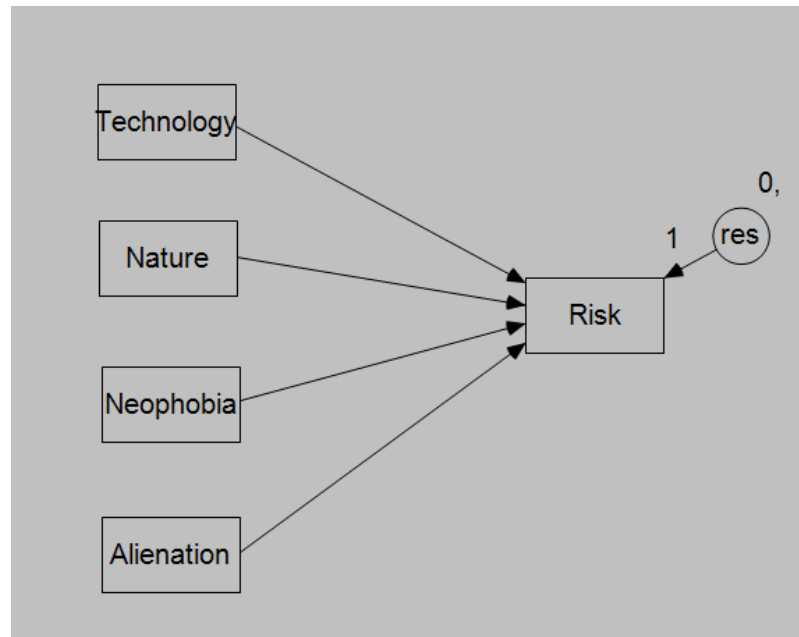 Technology
0,
Nature
1
res
Risk
Neophobia
Alienation